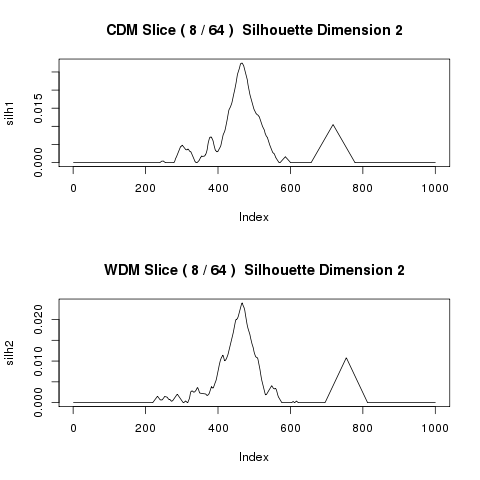 CDM Slice ( 8 / 64 )  Silhouette Dimension 2
silh1
0.015
0.000
0 200 400 600 800 1000
Index
WDM Slice ( 8 / 64 )  Silhouette Dimension 2
silh2
0.020
0.010
0.000
0 200 400 600 800 1000
Index